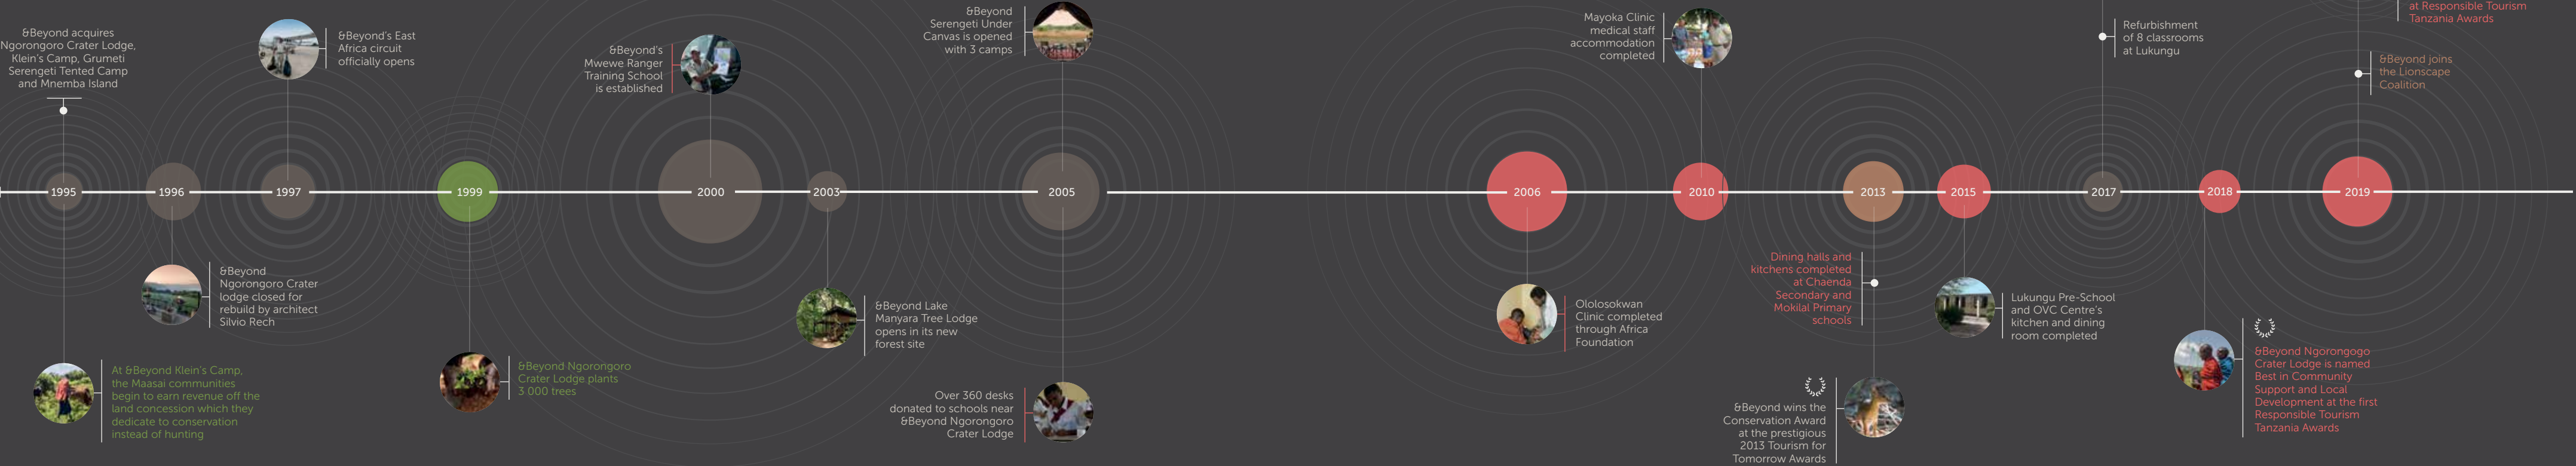 &Beyond acquires
Ngorongoro Crater Lodge,
Klein's Camp, Grumeti
Serengeti Tented Camp
and Mnemba Island
1995
At &Beyond Klein's Camp,
the Maasai communities
begin to earn revenue off the
land concession which they
dedicate to conservation
instead of hunting
1996
&Beyond
Ngorongoro Crater
lodge closed for
rebuild by architect
Silvio Rech
&Beyond's East
Africa circuit
officially opens
1997
1999
&Beyond Ngorongoro
Crater Lodge plants
3 000 trees
&Beyond's
Mwewe Ranger
Training School
is established
2000
2003
&Beyond Lake
Manyara Tree Lodge
opens in its new
forest site
&Beyond
Serengeti Under
Canvas is opened
with 3 camps
2005
Over 360 desks
donated to schools near
&Beyond Ngorongoro
Crater Lodge
2006
Ololosokwan
Clinic completed
through Africa
Foundation
Mayoka Clinic
medical staff
accommodation
completed
2010
2013
Dining halls and
kitchens completed
at Chaenda
Secondary and
Mokilal Primary
schools
&Beyond wins the
Conservation Award
at the prestigious
2013 Tourism for
Tomorrow Awards
2015
Lukungu Pre-School
and OVC Centre's
kitchen and dining
room completed
Refurbishment
of 8 classrooms
at Lukungu
2017
2018
&Beyond Ngorongogo
Crater Lodge is named
Best in Community
Support and Local
Development at the first
Responsible Tourism
Tanzania Awards
at Responsible Tourism
Tanzania Awards
&Beyond joins
the Lionscape
Coalition
2019